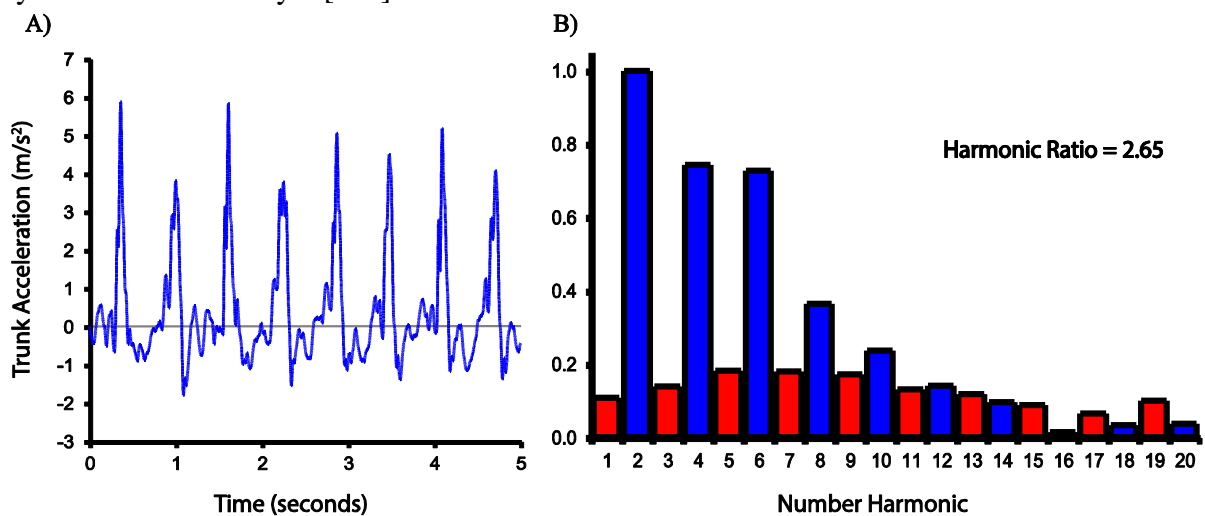 A)
B)
7
6
5
4
3
2
1
0
-1
-2
-3
Trunk Acceleration (m/s²)
0 1 2 3 4 5
Time (seconds)
1.0
0.8
0.6
0.4
0.2
0.0
Harmonic Ratio = 2.65
1 2 3 4 5 6 7 8 9 10 11 12 13 14 15 16 17 18 19 20
Number Harmonic